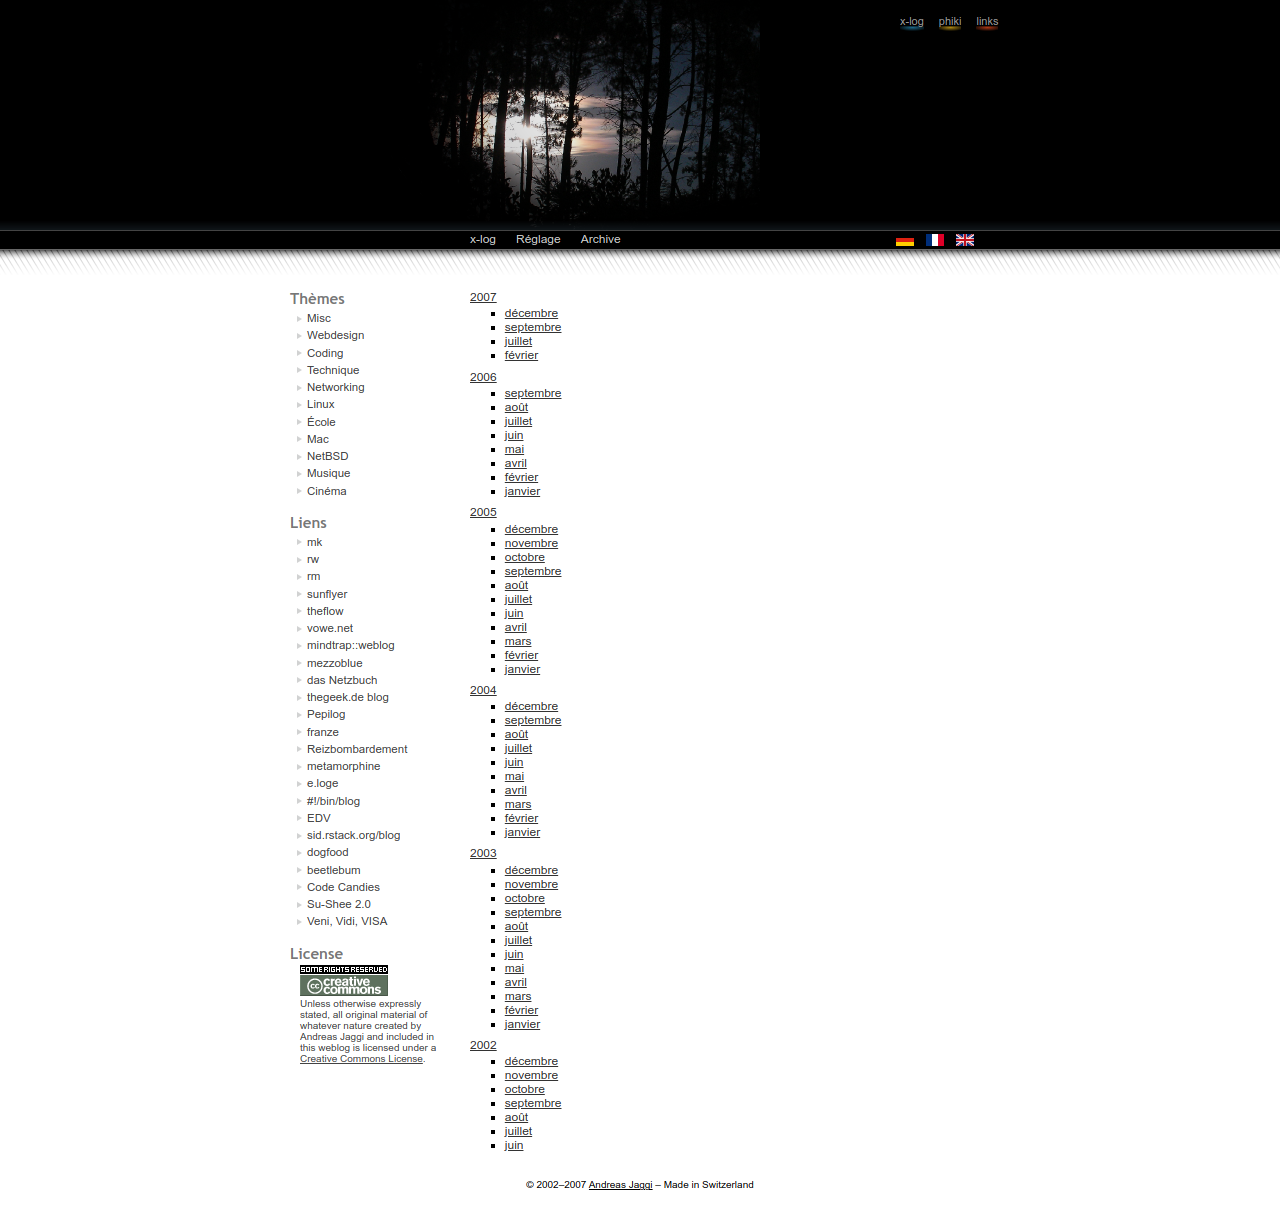 x-log phiki links
x-log Réglage Archive
Thèmes
Misc
Webdesign
Coding
Technique
Networking
Linux
École
Mac
NetBSD
Musique
Cinéma
Liens
mk
rw
rm
sunflyer
theflow
vowe.net
mindtrap::weblog
mezzoblue
das Netzbuch
thegeek.de blog
Pepilog
franze
Reizbombardement
metamorphine
e.loge
#!/bin/blog
EDV
sid.rstack.org/blog
dogfood
beetlebum
Code Candies
Su-Shee 2.0
Veni, Vidi, VISA
License
SOME RIGHTS RESERVED
cc creative
commons
Unless otherwise expressly
stated, all original material of
whatever nature created by
Andreas Jaggi and included in
this weblog is licensed under a
Creative Commons License.
2007
décembre
septembre
juillet
février
2006
septembre
août
juillet
juin
mai
avril
février
janvier
2005
décembre
novembre
octobre
septembre
août
juillet
juin
avril
mars
février
janvier
2004
décembre
septembre
août
juillet
juin
mai
avril
mars
février
janvier
2003
décembre
novembre
octobre
septembre
août
juillet
juin
mai
avril
mars
février
janvier
2002
décembre
novembre
octobre
septembre
août
juillet
juin
© 2002–2007 Andreas Jaggi – Made in Switzerland